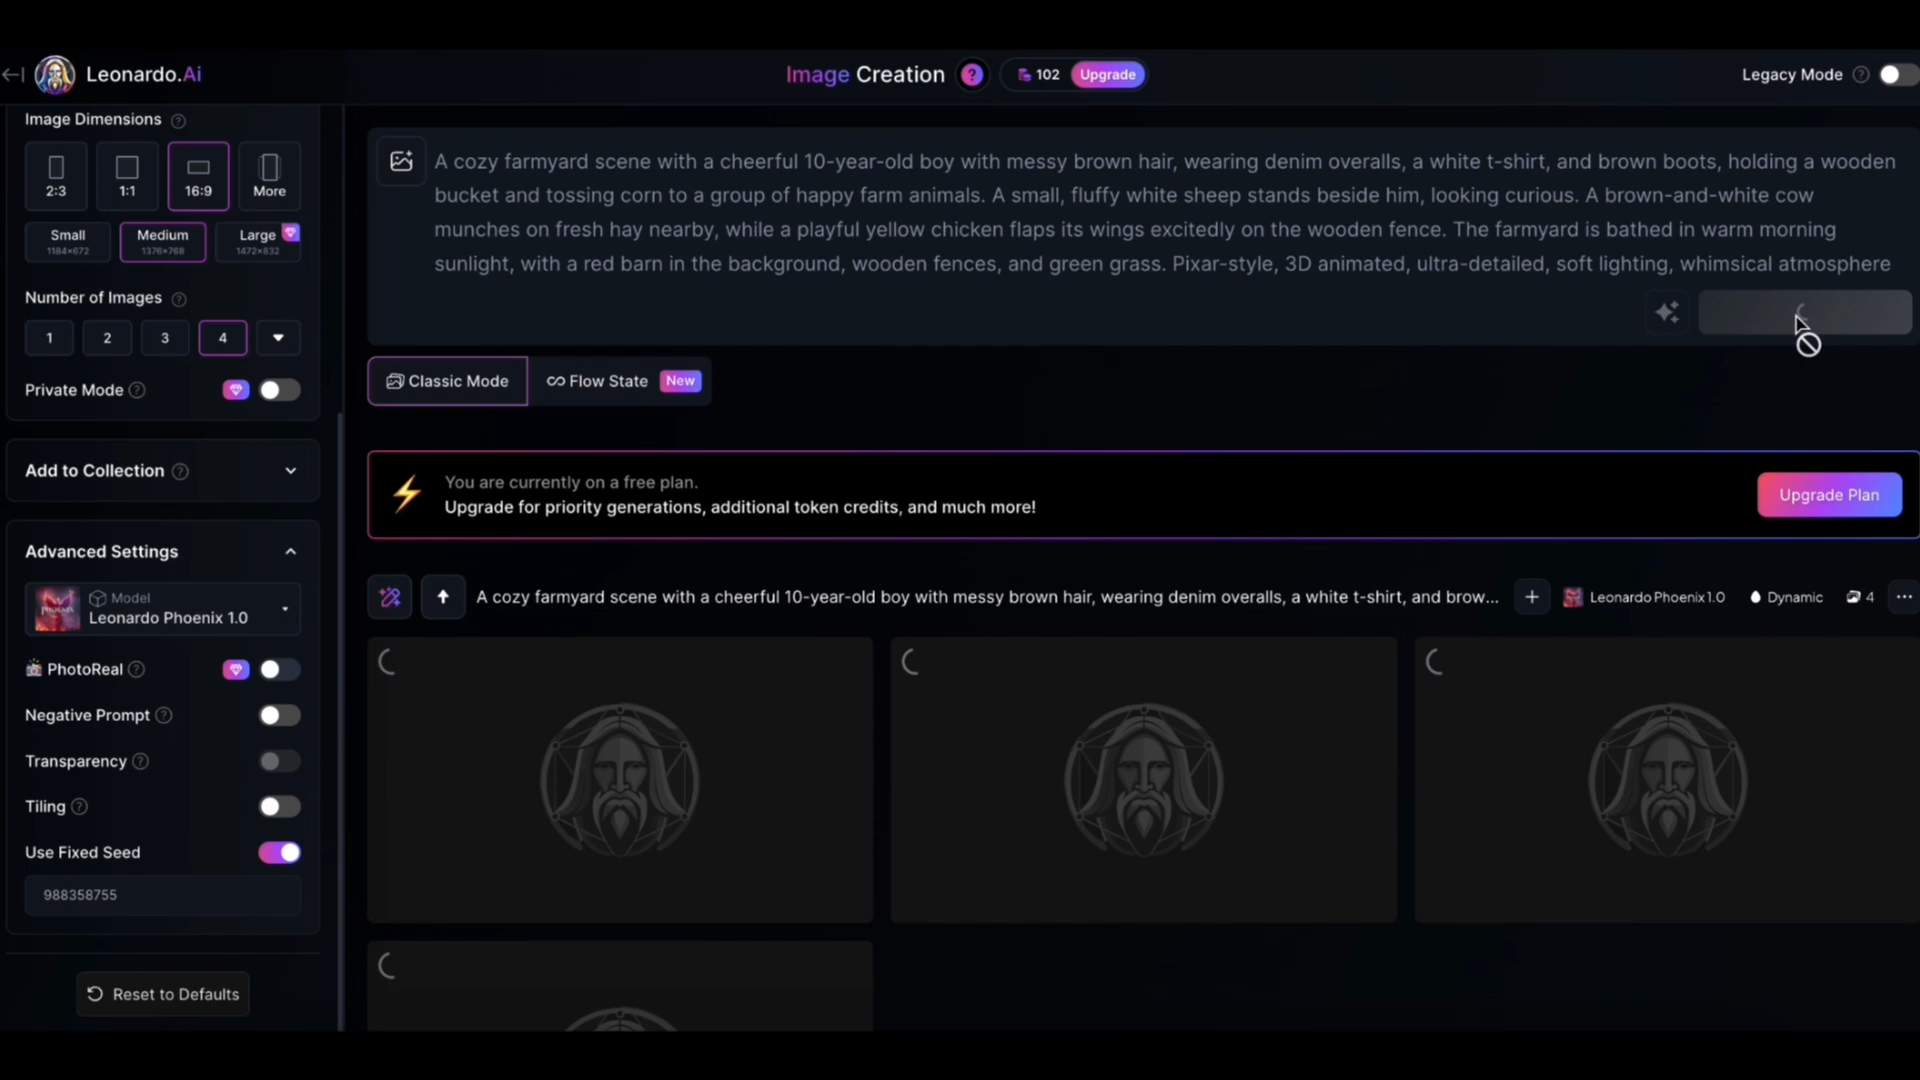 Leonardo.Ai
Image Creation ? 102 Upgrade
Legacy Mode ?
Image Dimensions ?
2:3 1:1 16:9 More
Small Medium Large
1184×672 1376×768 1472×832
Number of Images ?
1 2 3 4
Private Mode ?
Add to Collection ?
Advanced Settings
Model
Leonardo Phoenix 1.0
PhotoReal ?
Negative Prompt ?
Transparency ?
Tiling ?
Use Fixed Seed
988358755
Reset to Defaults
A cozy farmyard scene with a cheerful 10-year-old boy with messy brown hair, wearing denim overalls, a white t-shirt, and brown boots, holding a wooden
bucket and tossing corn to a group of happy farm animals. A small, fluffy white sheep stands beside him, looking curious. A brown-and-white cow
munches on fresh hay nearby, while a playful yellow chicken flaps its wings excitedly on the wooden fence. The farmyard is bathed in warm morning
sunlight, with a red barn in the background, wooden fences, and green grass. Pixar-style, 3D animated, ultra-detailed, soft lighting, whimsical atmosphere
Classic Mode Flow State New
You are currently on a free plan.
Upgrade for priority generations, additional token credits, and much more!
Upgrade Plan
A cozy farmyard scene with a cheerful 10-year-old boy with messy brown hair, wearing denim overalls, a white t-shirt, and brow... Leonardo Phoenix 1.0 Dynamic 4